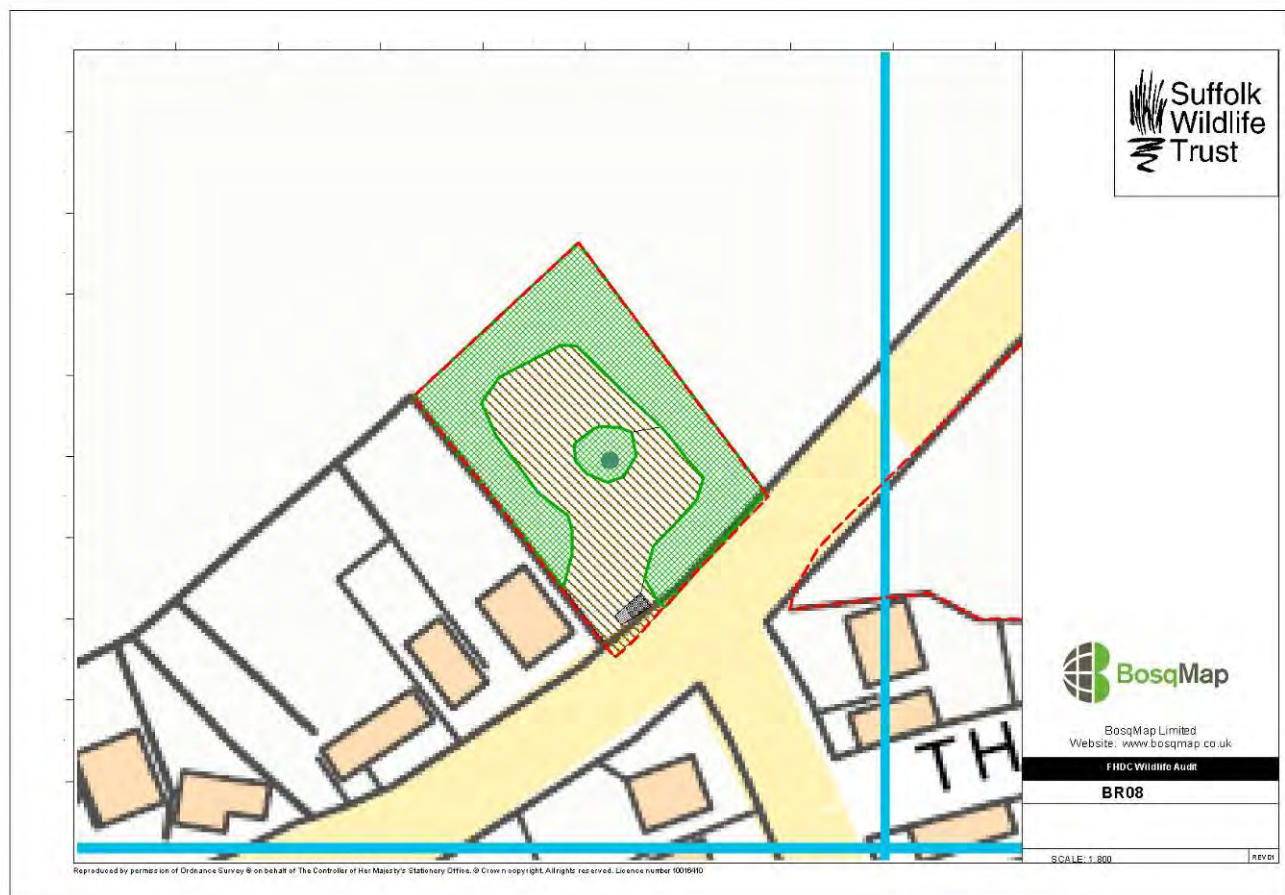 Suffolk
Wildlife
Trust
TH
BosqMap
BosqMap Limited
Website: www.bosqmap.co.uk
FHDC Wildlife Audit
BR08
SCALE: 1:800
REV01
Reproduced by permission of Ordnance Survey ® on behalf of The Controller of Her Majesty's Stationery Office. © Crown copyright. All rights reserved. Licence number 10016410